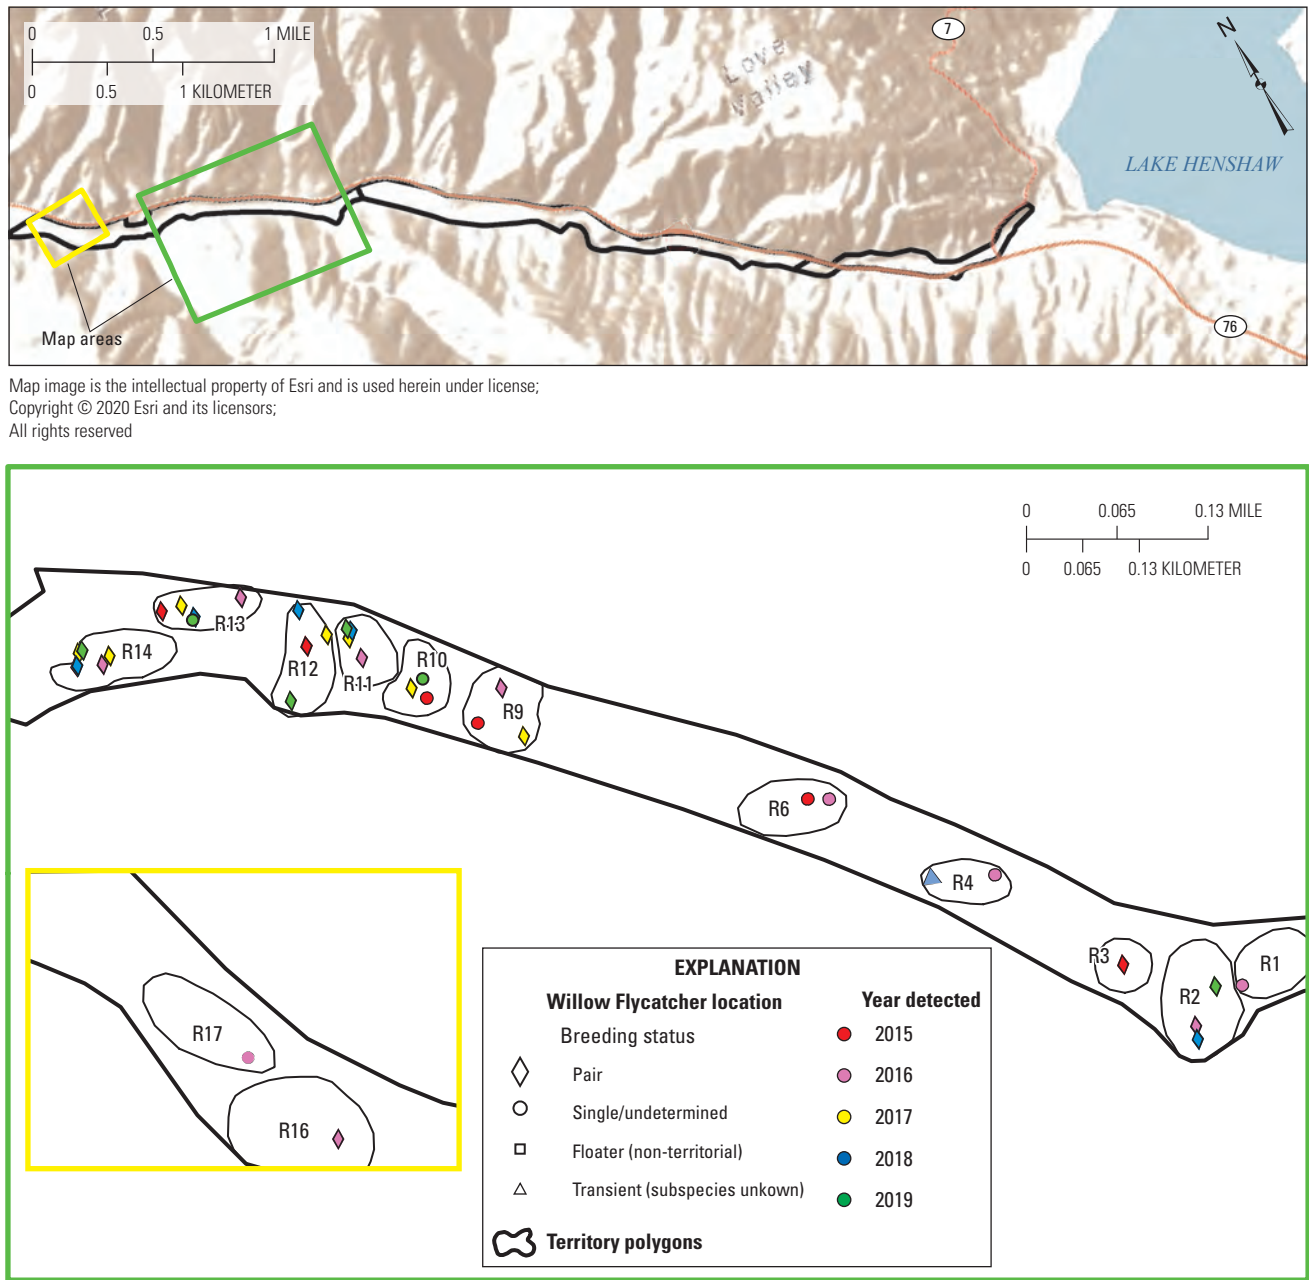 0 0.5 1 MILE
0 0.5 1 KILOMETER
Love
Valley
7
N
LAKE HENSHAW
76
Map areas
Map image is the intellectual property of Esri and is used herein under license;
Copyright © 2020 Esri and its licensors;
All rights reserved
0 0.065 0.13 MILE
0 0.065 0.13 KILOMETER
R13
R14
R12
R11
R10
R9
R6
R4
R3
R2
R1
R17
R16
EXPLANATION
Willow Flycatcher location
Year detected
Breeding status
2015
Pair
2016
Single/undetermined
2017
Floater (non-territorial)
2018
Transient (subspecies unkown)
2019
Territory polygons